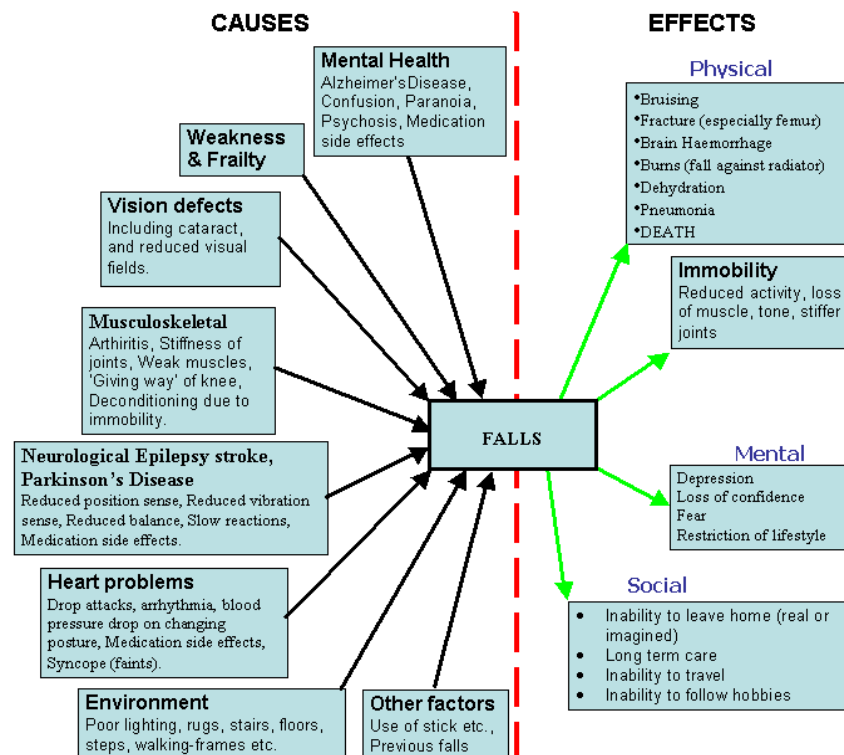 CAUSES
EFFECTS
Mental Health
Alzheimer's Disease,
Confusion, Paranoia,
Psychosis, Medication
side effects
Weakness
& Frailty
Vision defects
Including cataract,
and reduced visual
fields.
Musculoskeletal
Arthiritis, Stiffness of
joints, Weak muscles,
'Giving way' of knee,
Deconditioning due to
immobility.
Neurological Epilepsy stroke,
Parkinson's Disease
Reduced position sense, Reduced vibration
sense, Reduced balance, Slow reactions,
Medication side effects.
Heart problems
Drop attacks, arrhythmia, blood
pressure drop on changing
posture, Medication side effects,
Syncope (faints).
Environment
Poor lighting, rugs, stairs, floors,
steps, walking-frames etc.
Other factors
Use of stick etc.,
Previous falls
FALLS
Physical
•Bruising
•Fracture (especially femur)
•Brain Haemorrhage
•Burns (fall against radiator)
•Dehydration
•Pneumonia
•DEATH
Immobility
Reduced activity, loss
of muscle, tone, stiffer
joints
Mental
Depression
Loss of confidence
Fear
Restriction of lifestyle
Social
• Inability to leave home (real or
imagined)
• Long term care
• Inability to travel
• Inability to follow hobbies